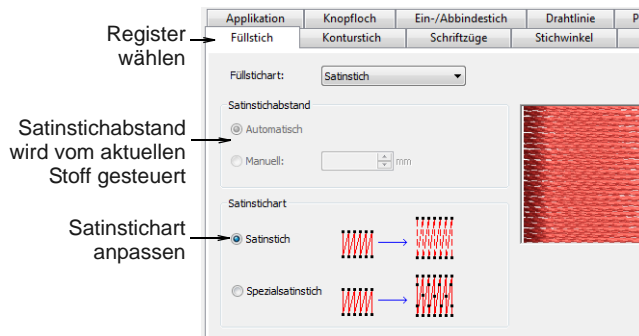 Applikation Knopfloch Ein-/Abbindestich Drahtlinie P
Füllstich Konturstich Schriftzüge Stichwinkel
Register
wählen
Füllstichart: Satinstich
Satinstichabstand
Automatisch
Manuell: mm
Satinstichabstand
wird vom aktuellen
Stoff gesteuert
Satinstichart
Satinstich
Spezialsatinstich
Satinstichart
anpassen